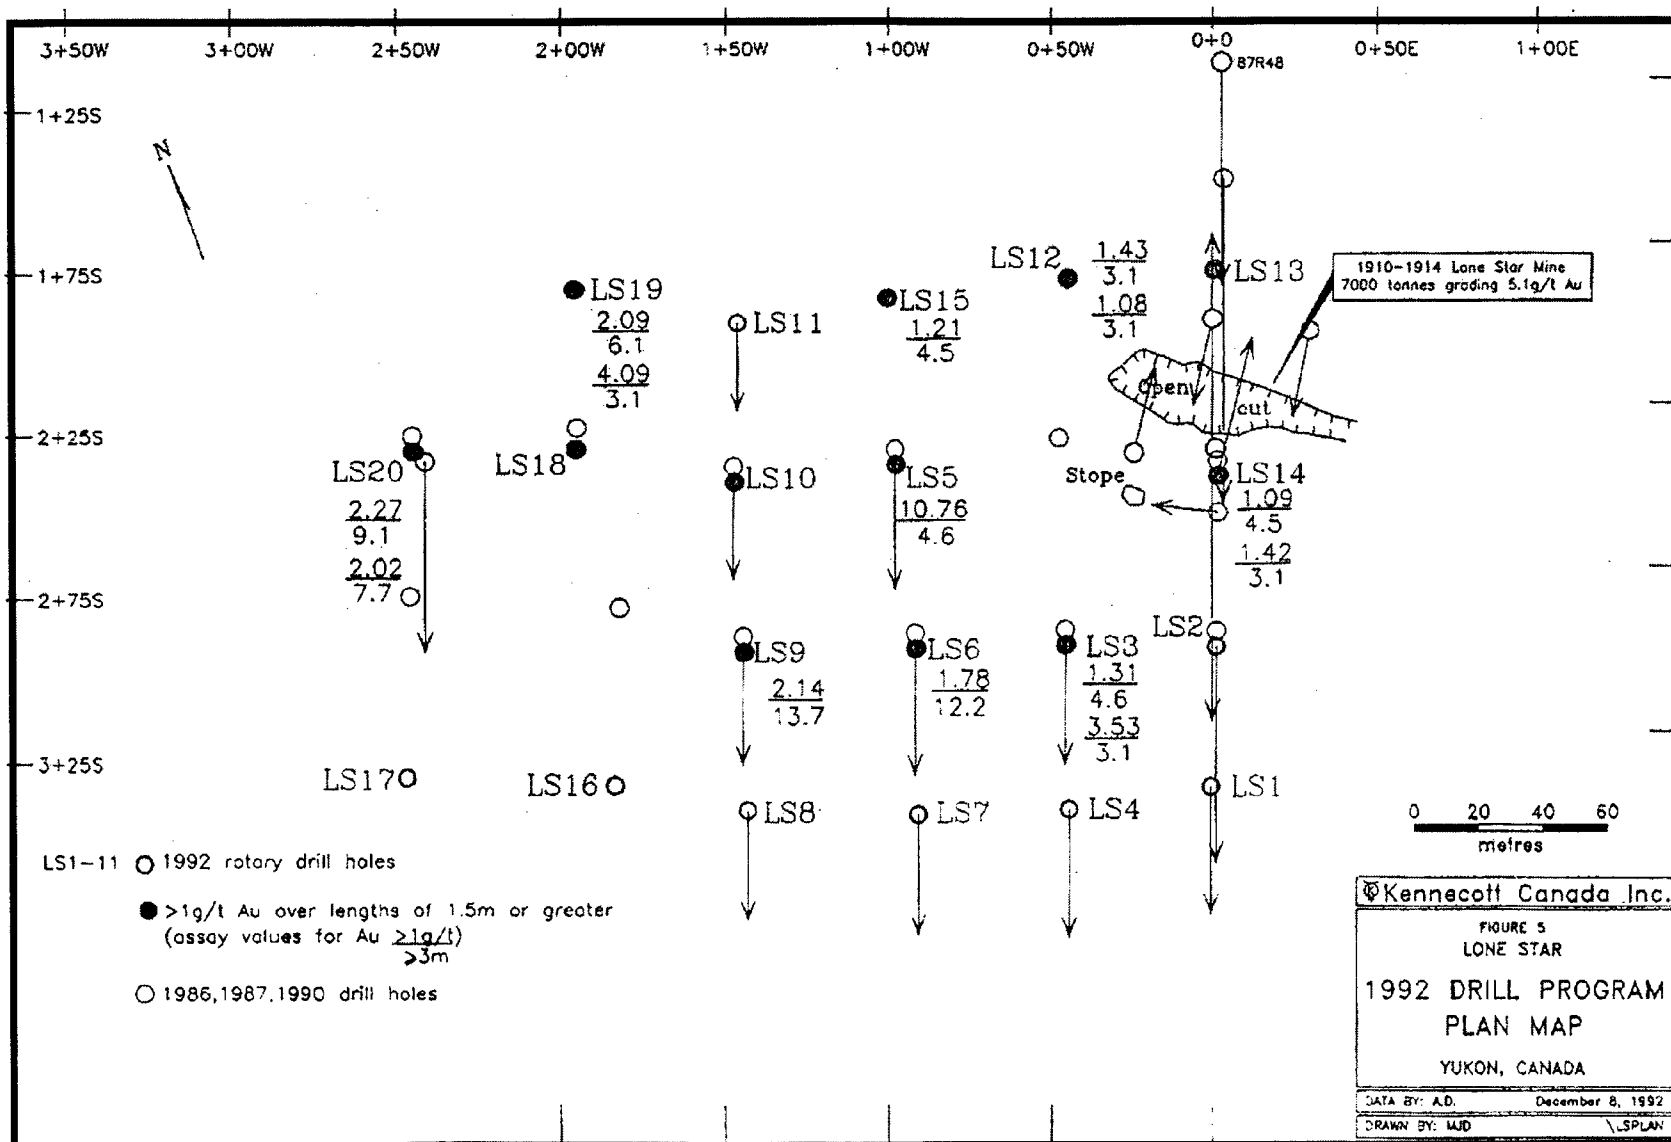 3+50W 3+00W 2+50W 2+00W 1+50W 1+00W 0+50W 0+0 0+50E 1+00E
87R48
1+25S
N
LS12
1.43
3.1
1.08
3.1
LS13
1910-1914 Lone Star Mine
7000 tonnes grading 5.1g/t Au
1+75S
LS19
2.09
6.1
4.09
3.1
LS11
LS15
1.21
4.5
Open
cut
2+25S
LS20
2.27
9.1
2.02
7.7
LS18
LS10
LS5
10.76
4.6
Stope
LS14
1.09
4.5
1.42
3.1
2+75S
LS9
2.14
13.7
LS6
1.78
12.2
LS3
1.31
4.6
3.53
3.1
LS2
3+25S
LS17
LS16
LS8
LS7
LS4
LS1
0 20 40 60
metres
LS1-11 1992 rotary drill holes
>1g/t Au over lengths of 1.5m or greater
(assay values for Au >1g/t)
⩾3m
1986,1987,1990 drill holes
Kennecott Canada Inc.
FIGURE 5
LONE STAR
1992 DRILL PROGRAM
PLAN MAP
YUKON, CANADA
DATA BY: A.D. December 8, 1992
DRAWN BY: MJD \LSPLAN